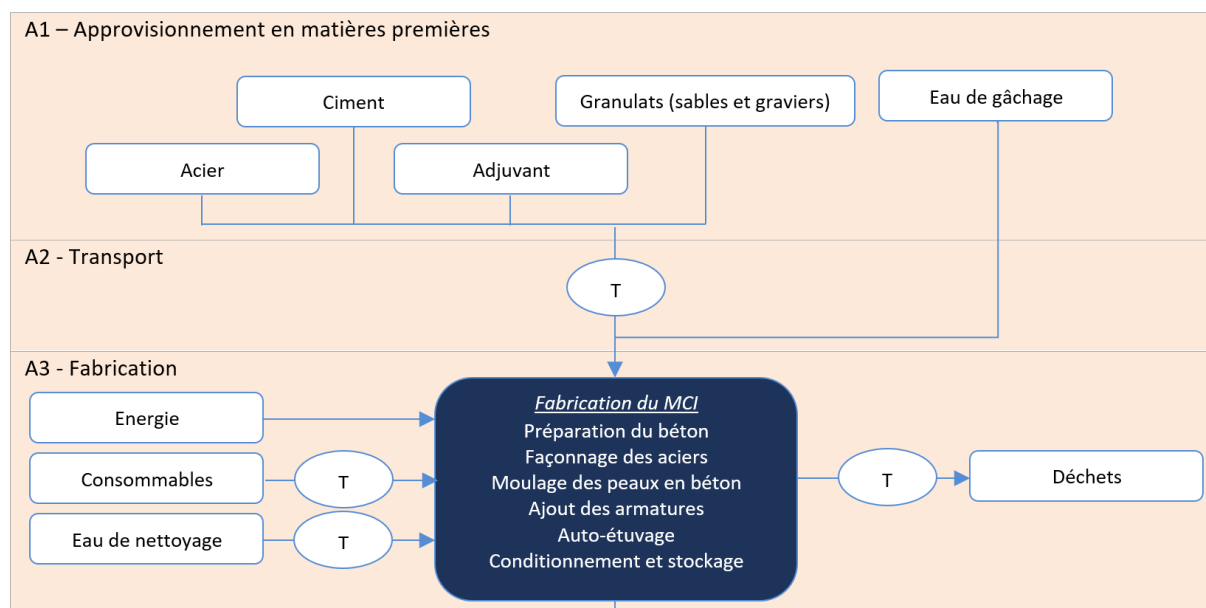 A1 – Approvisionnement en matières premières
Ciment
Granulats (sables et graviers)
Eau de gâchage
Acier
Adjuvant
A2 - Transport
T
A3 - Fabrication
Energie
Consommables
T
Eau de nettoyage
T
Fabrication du MCI
Préparation du béton
Façonnage des aciers
Moulage des peaux en béton
Ajout des armatures
Auto-étuvage
Conditionnement et stockage
T
Déchets